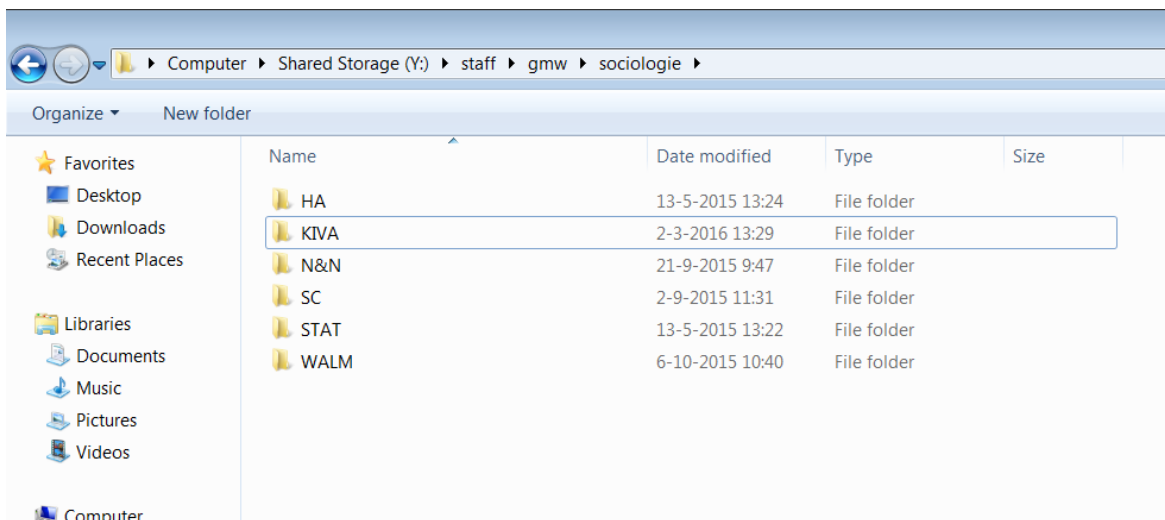 Computer Shared Storage (Y:) staff gmw sociologie
Organize New folder
Favorites
Desktop
Downloads
Recent Places
Libraries
Documents
Music
Pictures
Videos
Computer
Name Date modified Type Size
HA 13-5-2015 13:24 File folder
KIVA 2-3-2016 13:29 File folder
N&N 21-9-2015 9:47 File folder
SC 2-9-2015 11:31 File folder
STAT 13-5-2015 13:22 File folder
WALM 6-10-2015 10:40 File folder